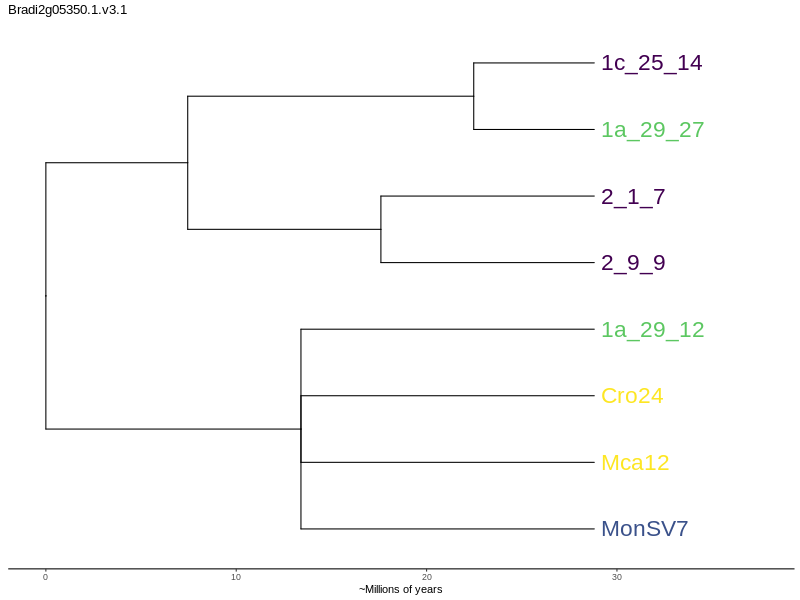 Bradi2g05350.1.v3.1
1c_25_14
1a_29_27
2_1_7
2_9_9
1a_29_12
Cro24
Mca12
MonSV7
0 10 20 30
~Millions of years